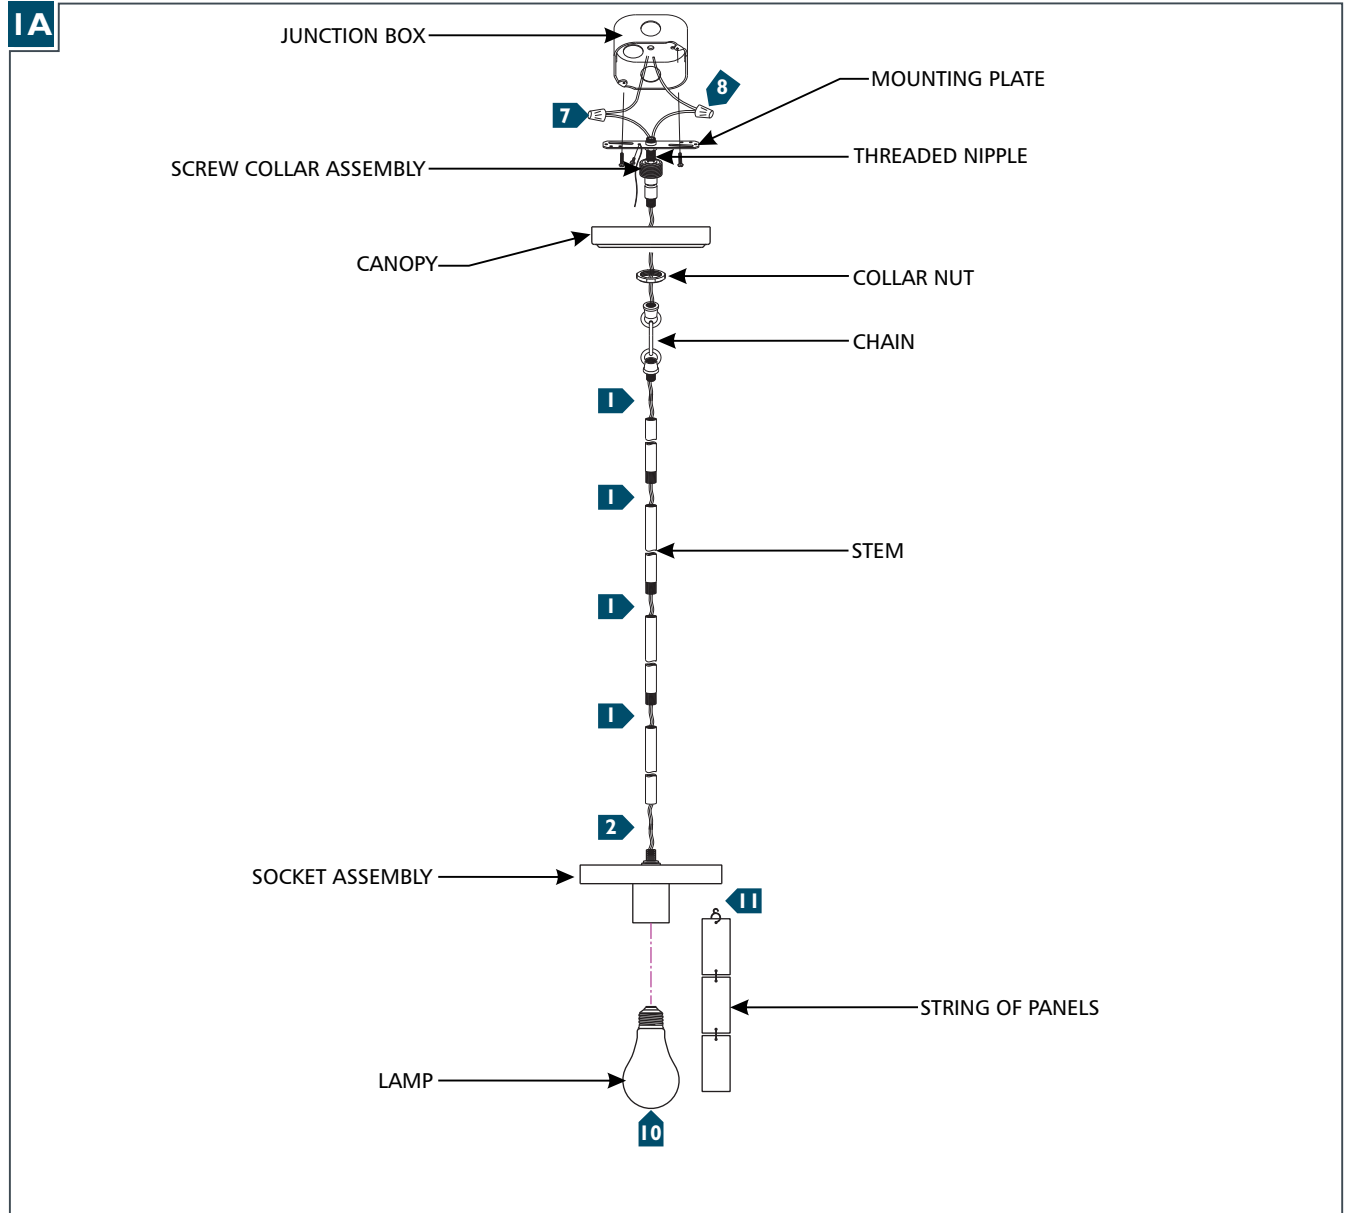 1A
JUNCTION BOX
MOUNTING PLATE
8
7
THREADED NIPPLE
SCREW COLLAR ASSEMBLY
CANOPY
COLLAR NUT
CHAIN
1
1
STEM
1
1
2
SOCKET ASSEMBLY
11
STRING OF PANELS
LAMP
10